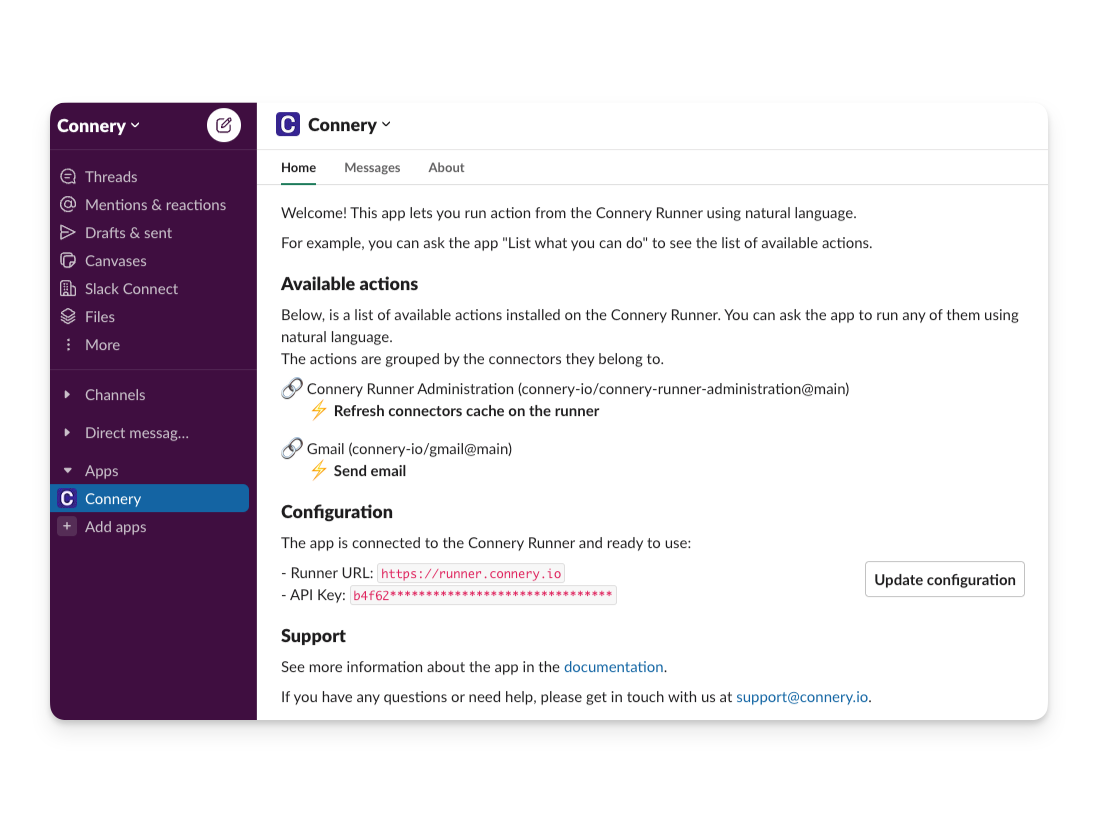 Connery
Threads
Mentions & reactions
Drafts & sent
Canvases
Slack Connect
Files
More
Channels
Direct messag...
Apps
C Connery
+ Add apps
C Connery
Home Messages About
Welcome! This app lets you run action from the Connery Runner using natural language.
For example, you can ask the app "List what you can do" to see the list of available actions.
Available actions
Below, is a list of available actions installed on the Connery Runner. You can ask the app to run any of them using
natural language.
The actions are grouped by the connectors they belong to.
Connery Runner Administration (connery-io/connery-runner-administration@main)
Refresh connectors cache on the runner
Gmail (connery-io/gmail@main)
Send email
Configuration
The app is connected to the Connery Runner and ready to use:
- Runner URL: https://runner.connery.io
- API Key: b4f62*******************************
Update configuration
Support
See more information about the app in the documentation.
If you have any questions or need help, please get in touch with us at support@connery.io.